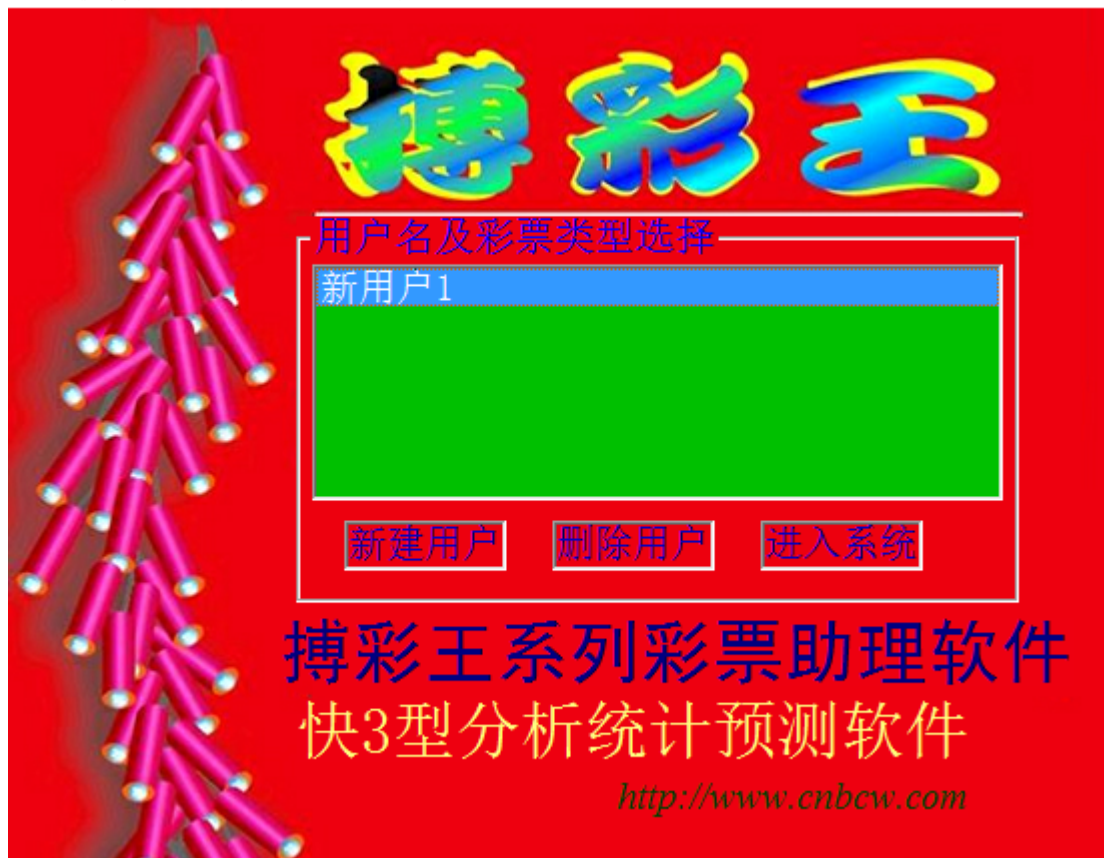 搏彩王
用户名及彩票类型选择
新用户1
新建用户 删除用户 进入系统
搏彩王系列彩票助理软件
快3型分析统计预测软件
http://www.cnbcw.com